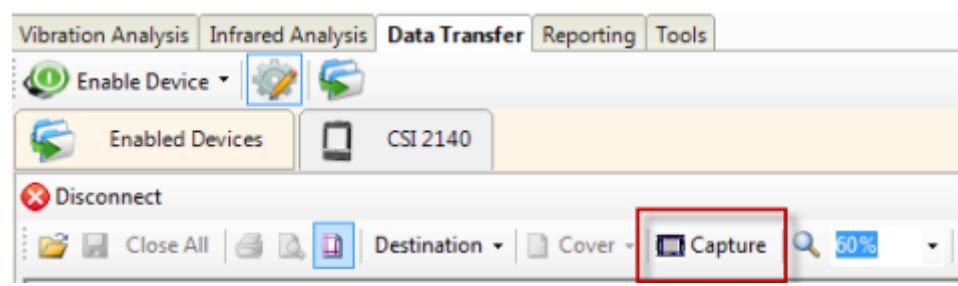 Vibration Analysis Infrared Analysis Data Transfer Reporting Tools
Enable Device
Enabled Devices CSI 2140
Disconnect
Close All Destination Cover Capture 60%